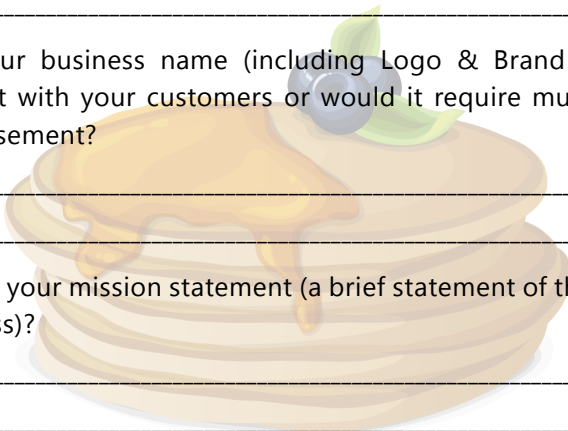 ur business name (including Logo & Brand
t with your customers or would it require mu
sement?
your mission statement (a brief statement of th
s)?